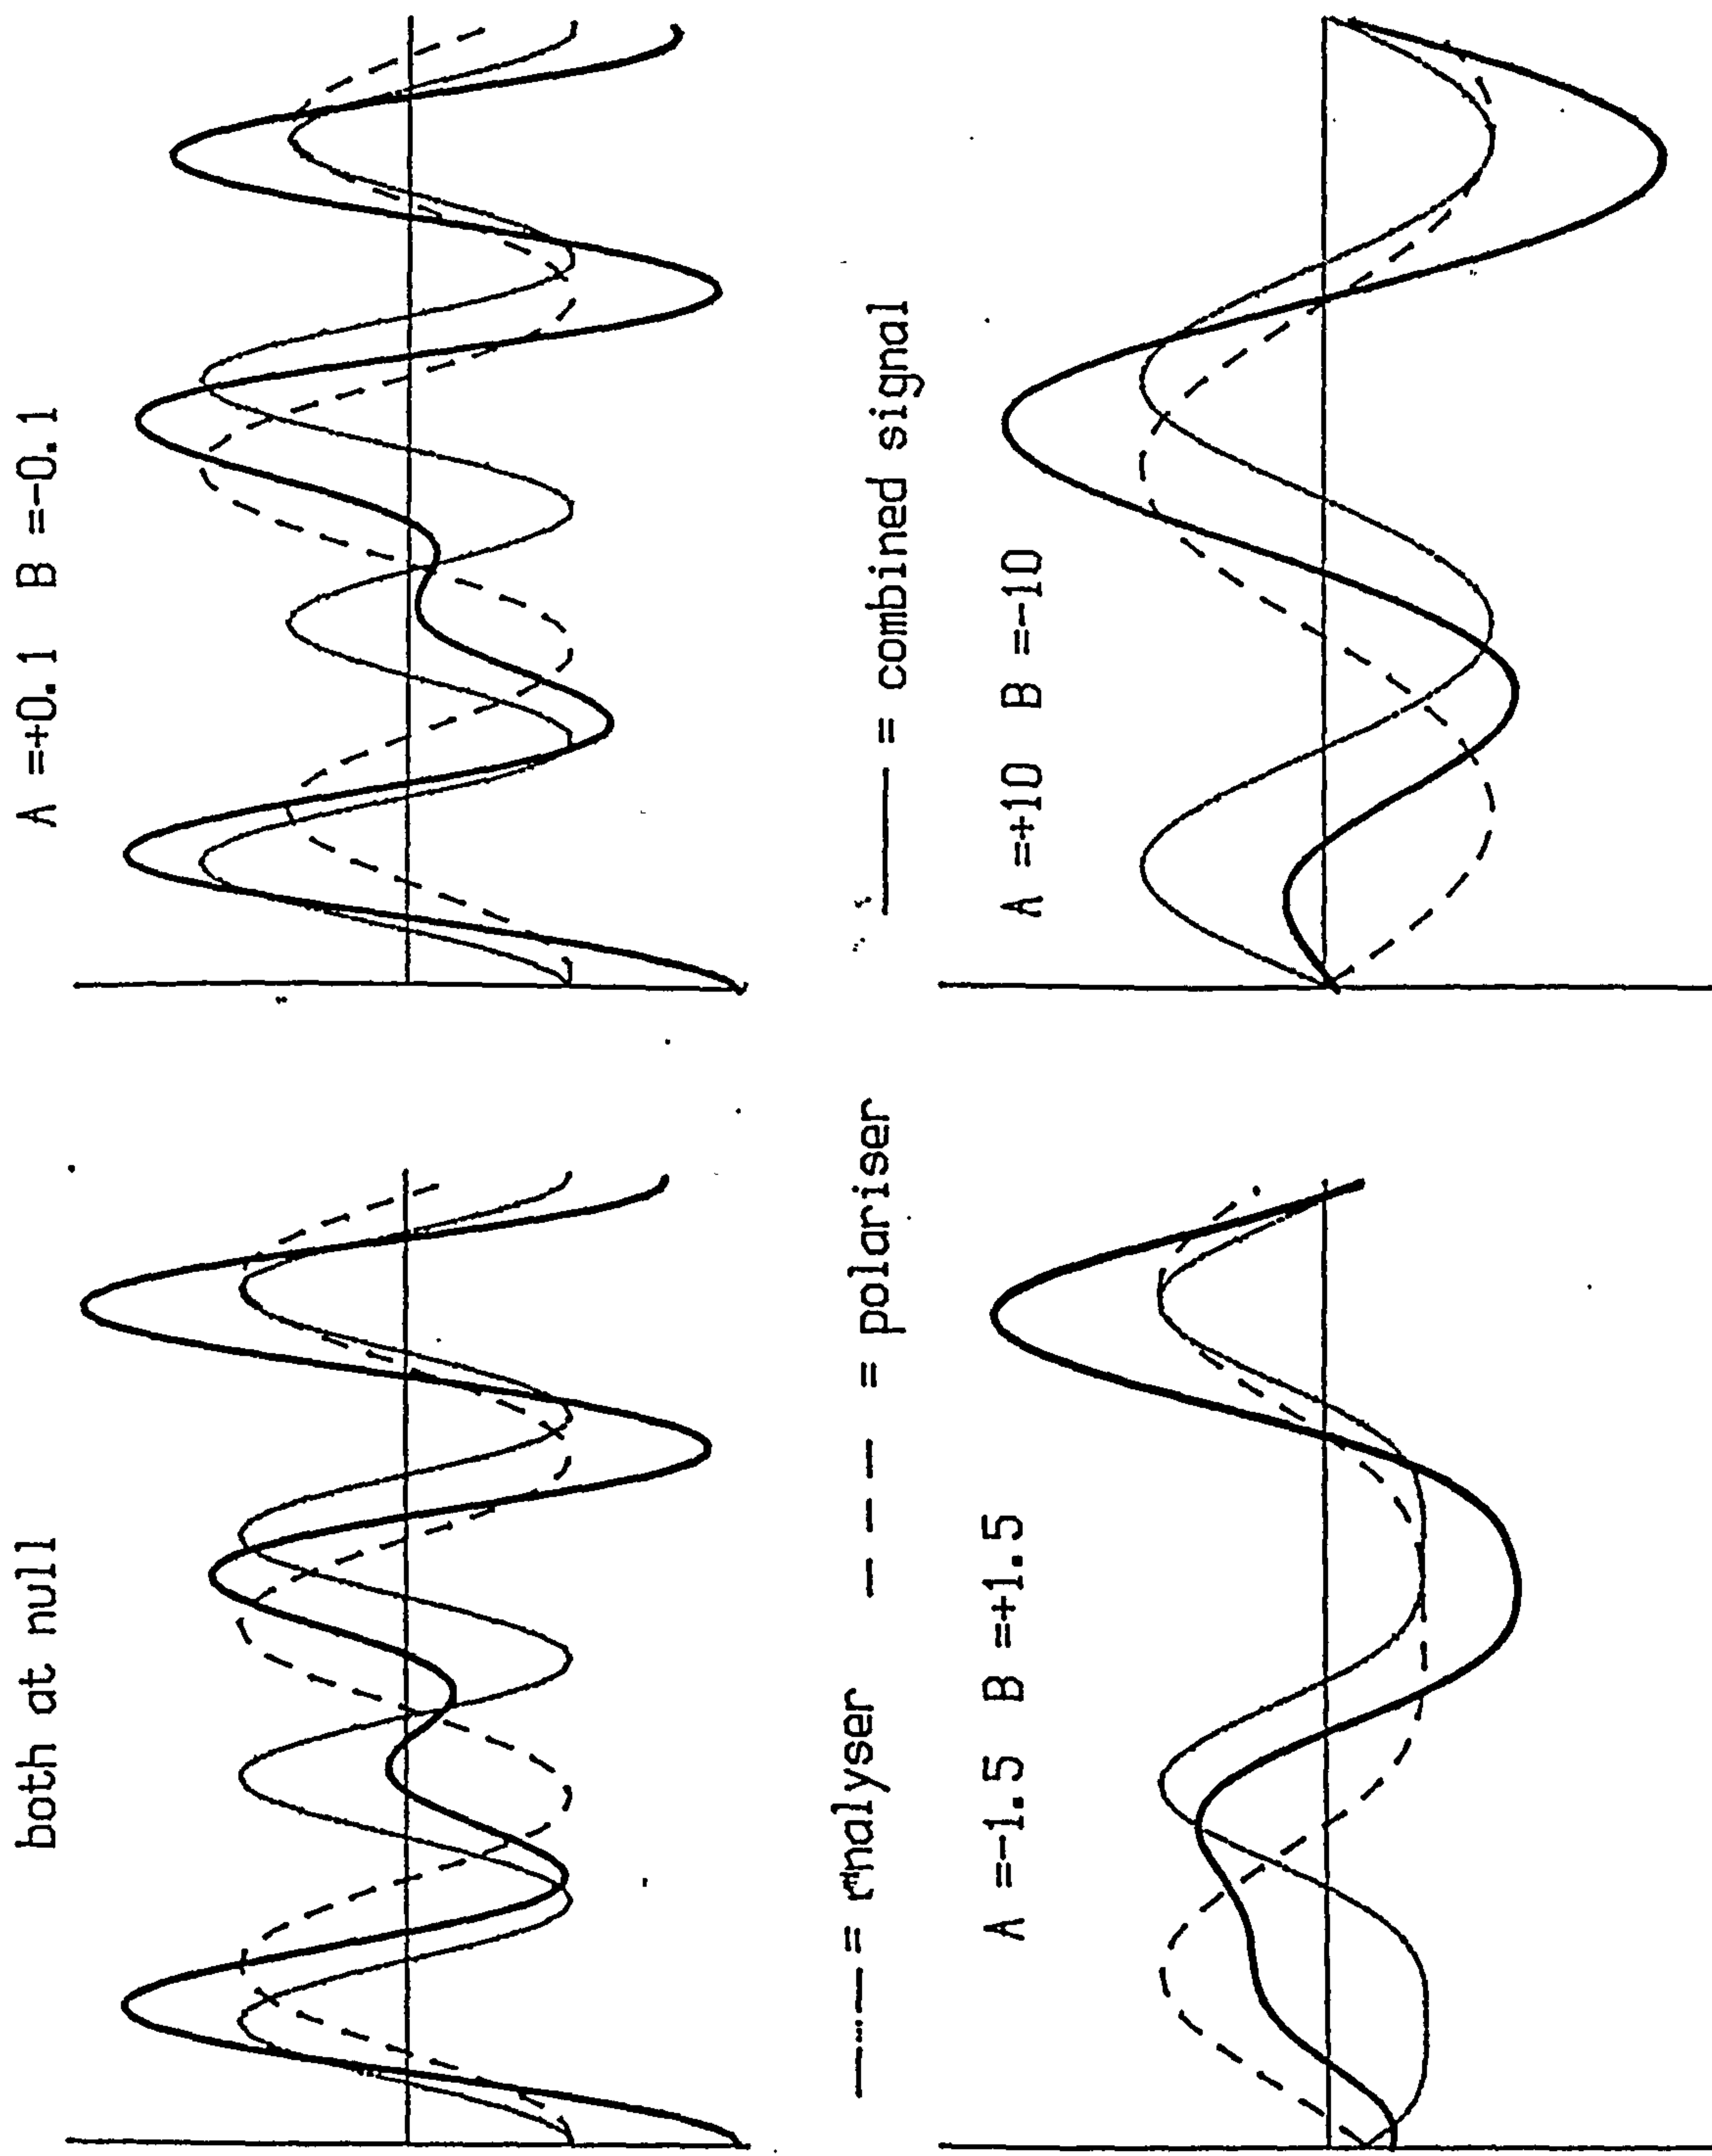 both at null
A =+0.1 B =-0.1
= analyser - - - = polariser —— = combined signal
A =-1.5 B =+1.5
A =+10 B =-10